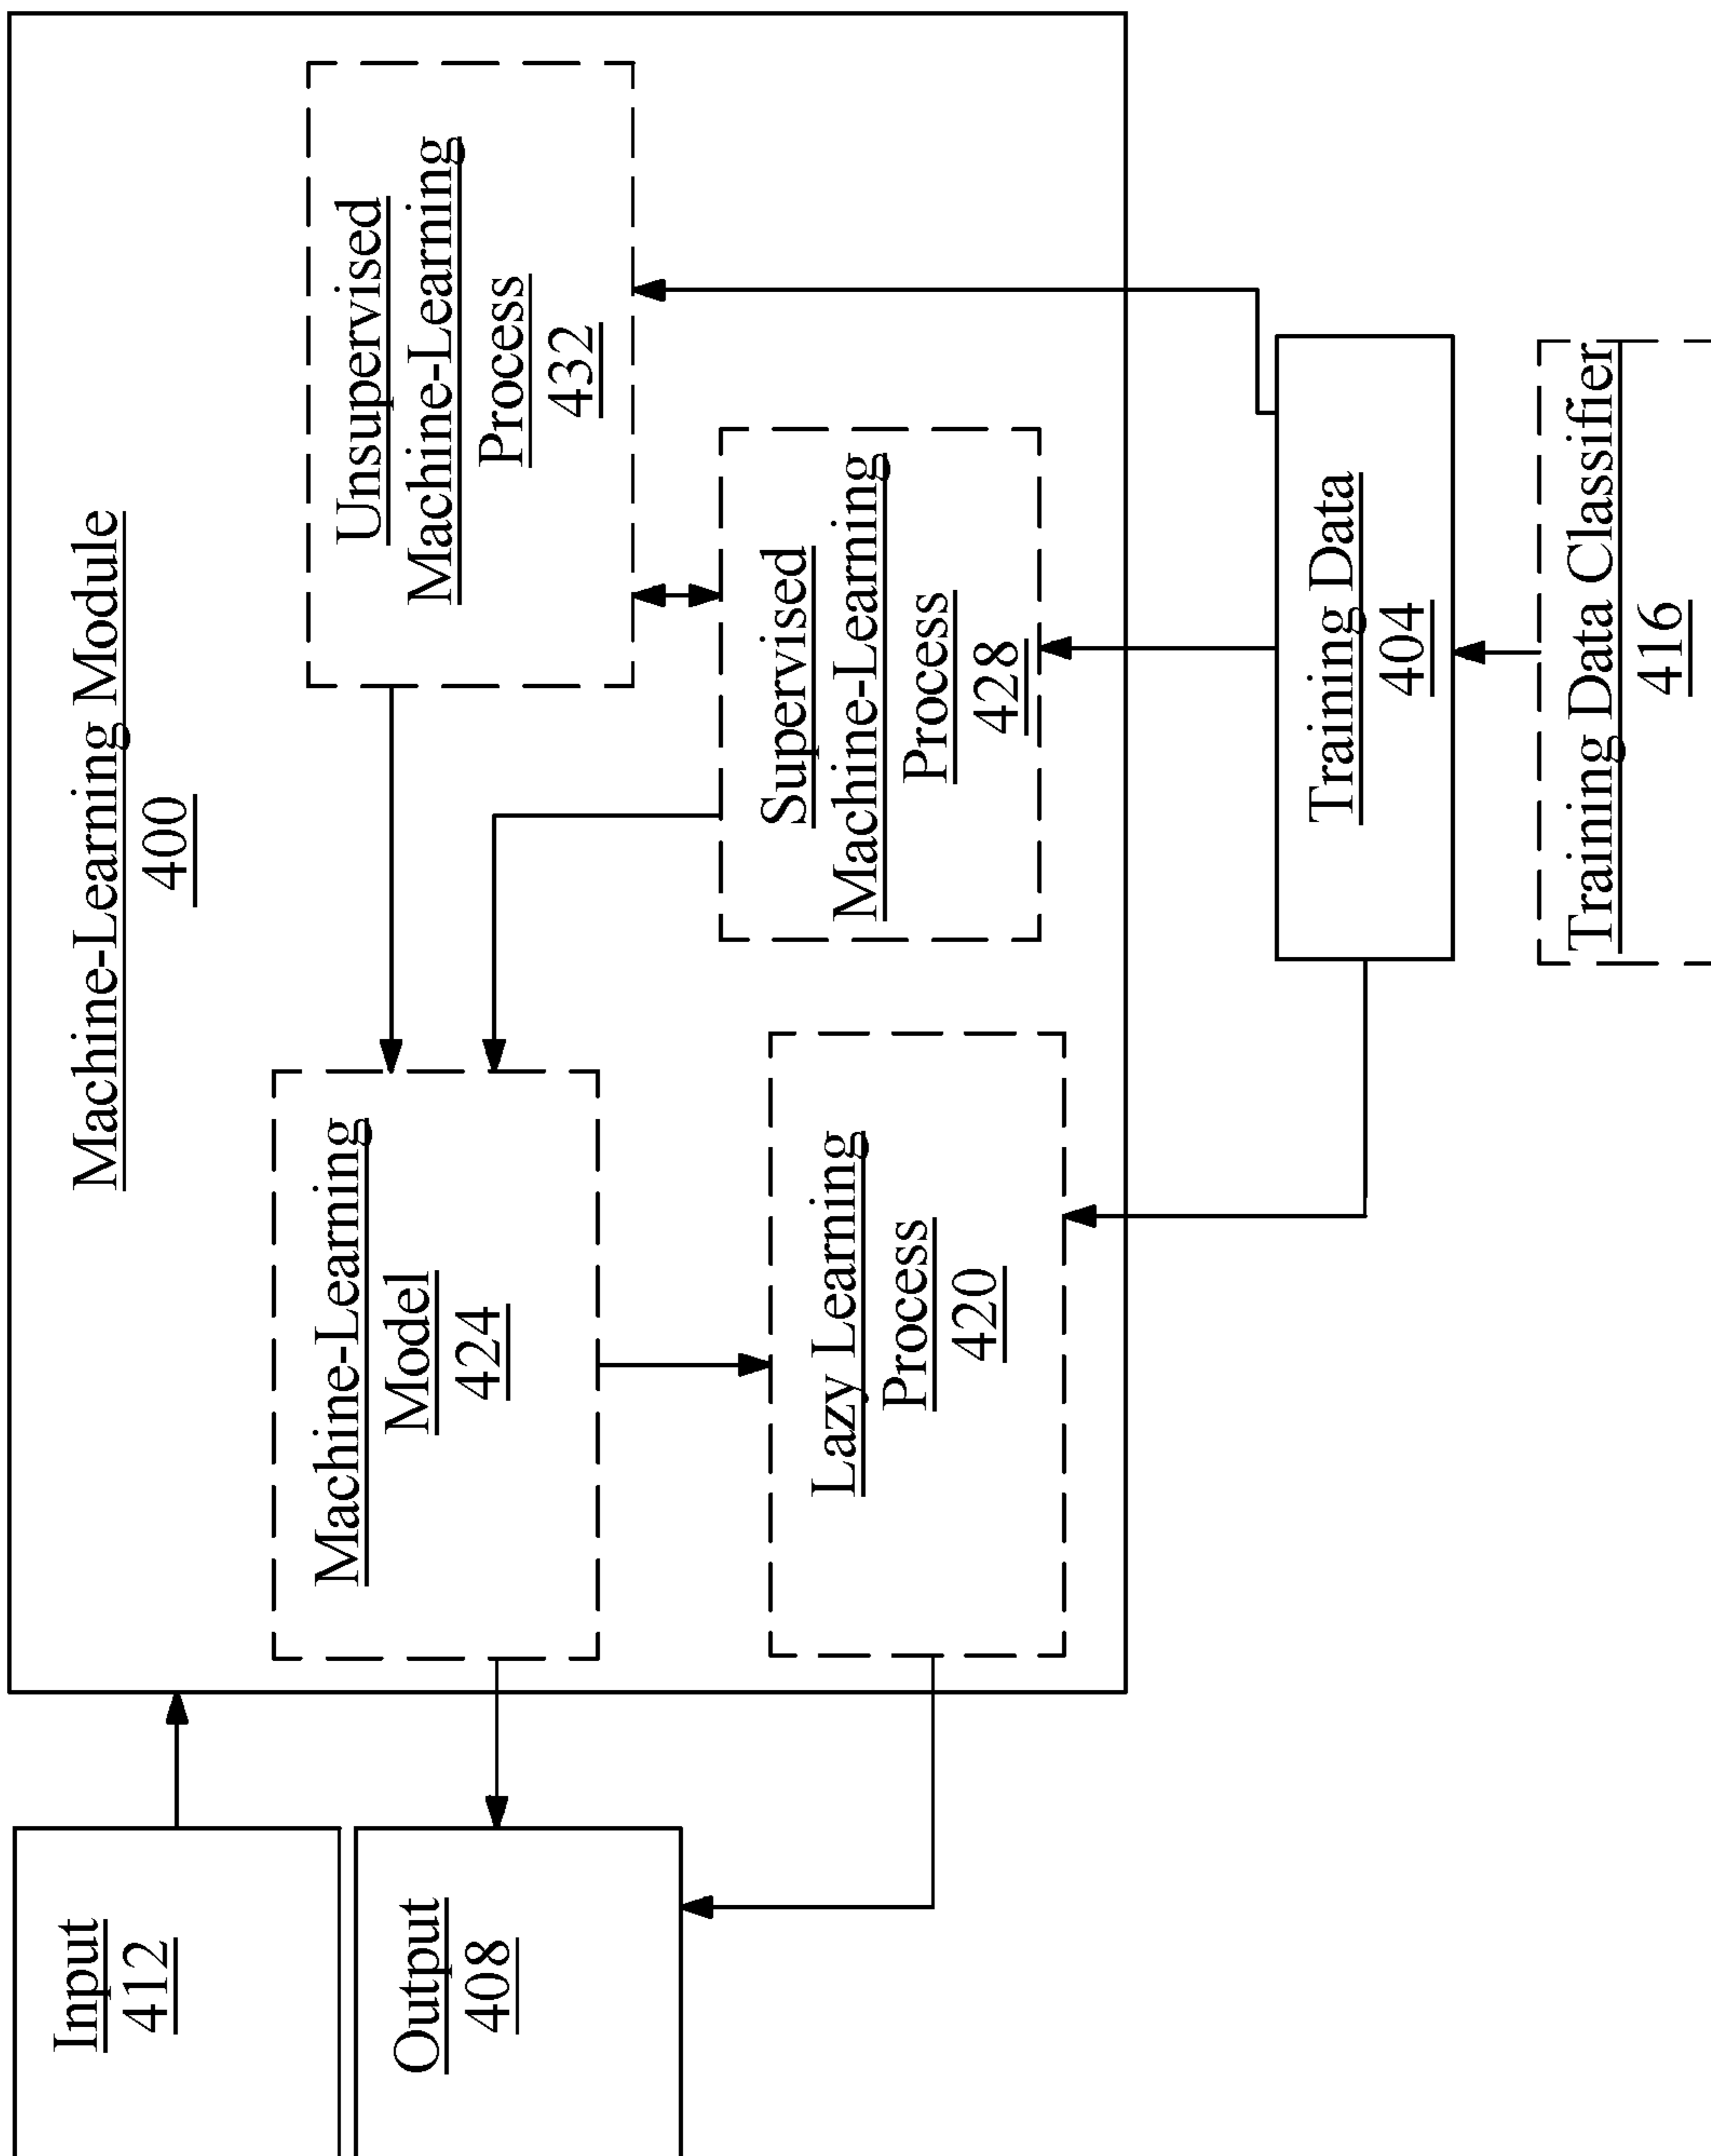 Machine-Learning Module
400
Input
412
Output
408
Machine-Learning
Model
424
Unsupervised
Machine-Learning
Process
432
Lazy Learning
Process
420
Supervised
Machine-Learning
Process
428
Training Data
404
Training Data Classifier
416